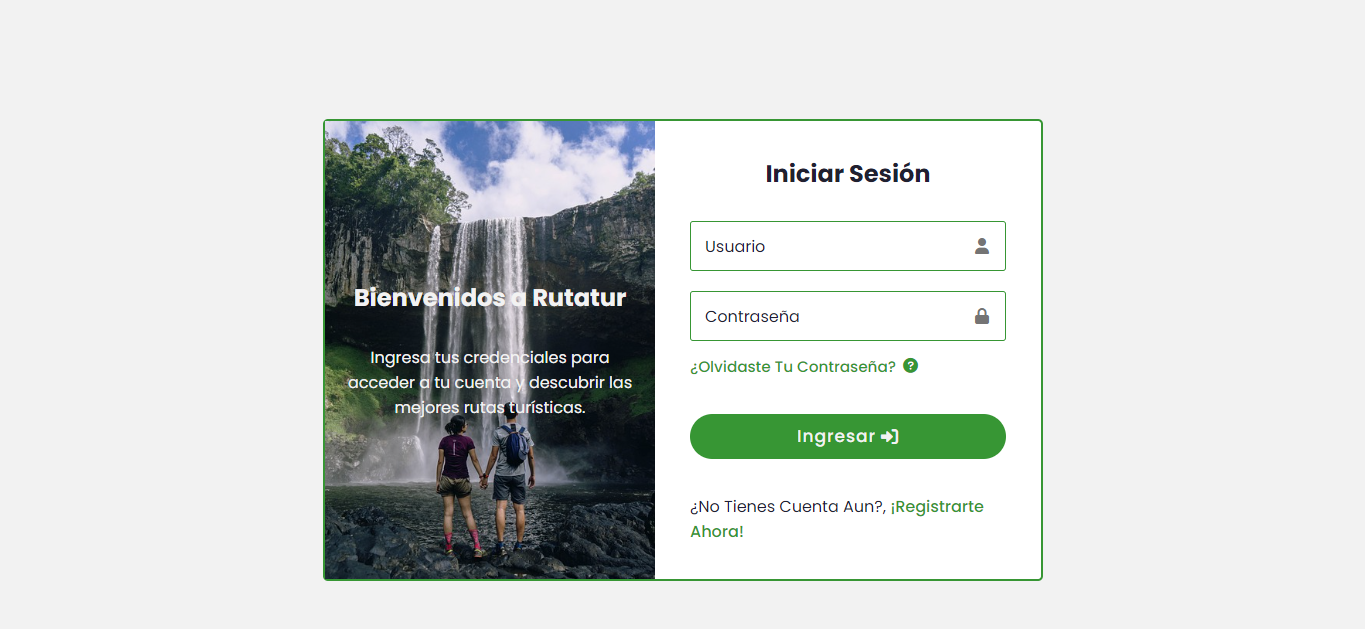 Bienvenidos a Rutatur
Ingresa tus credenciales para
acceder a tu cuenta y descubrir las
mejores rutas turísticas.
Iniciar Sesión
Usuario
Contraseña
¿Olvidaste Tu Contraseña? ?
Ingresar
¿No Tienes Cuenta Aun?, ¡Registrarte
Ahora!